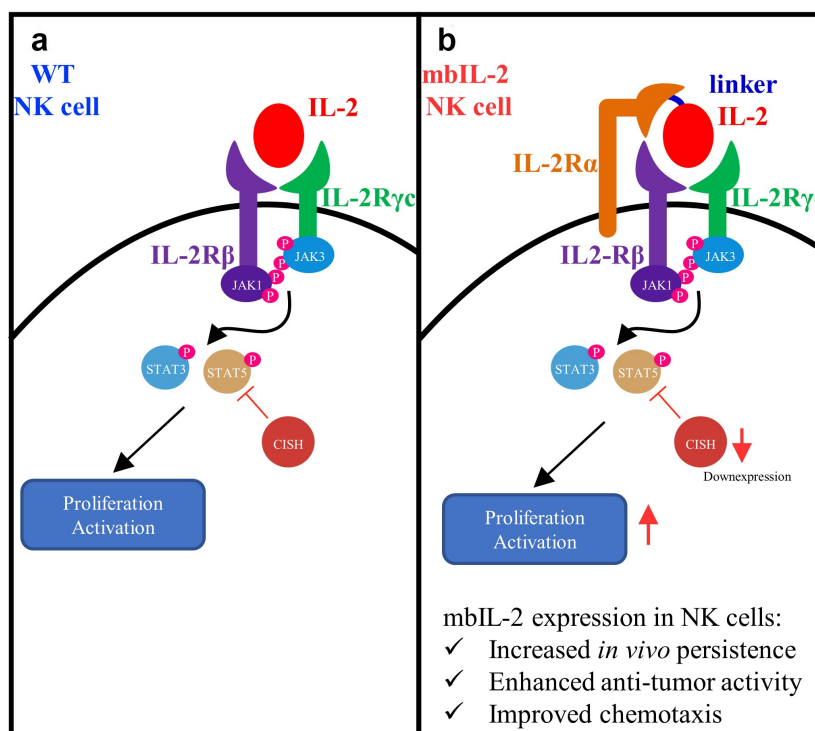 a
WT
NK cell
IL-2
IL-2Rγc
IL-2Rβ
P
JAK3
P
P
JAK1
P
P
STAT3
P
STAT5
CISH
Proliferation
Activation
b
mbIL-2
NK cell
linker
IL-2
IL-2Rα
IL-2Rγ
IL2-Rβ
P
JAK3
P
P
JAK1
P
P
STAT3
P
STAT5
CISH
Downexpression
Proliferation
Activation
mbIL-2 expression in NK cells:
✓ Increased in vivo persistence
✓ Enhanced anti-tumor activity
✓ Improved chemotaxis